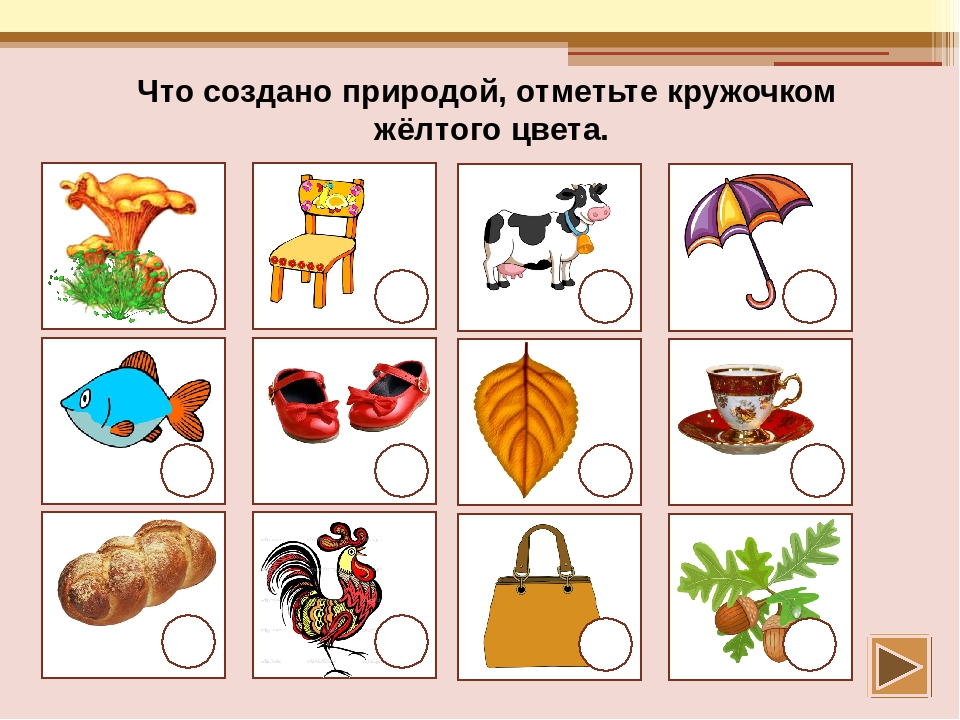 Что создано природой, отметьте кружочком
жёлтого цвета.